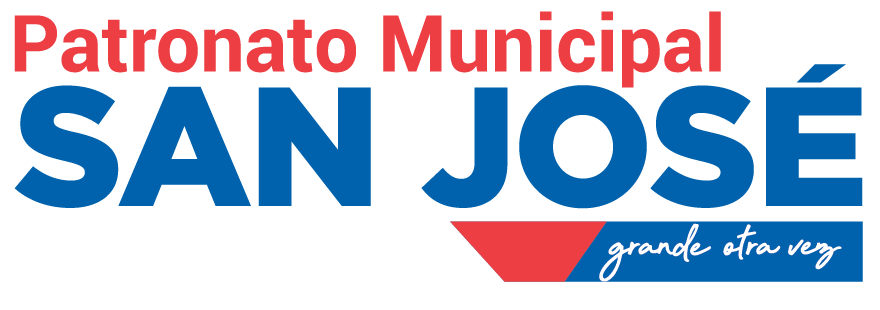 Patronato Municipal
SAN JOSÉ
grande otra vez